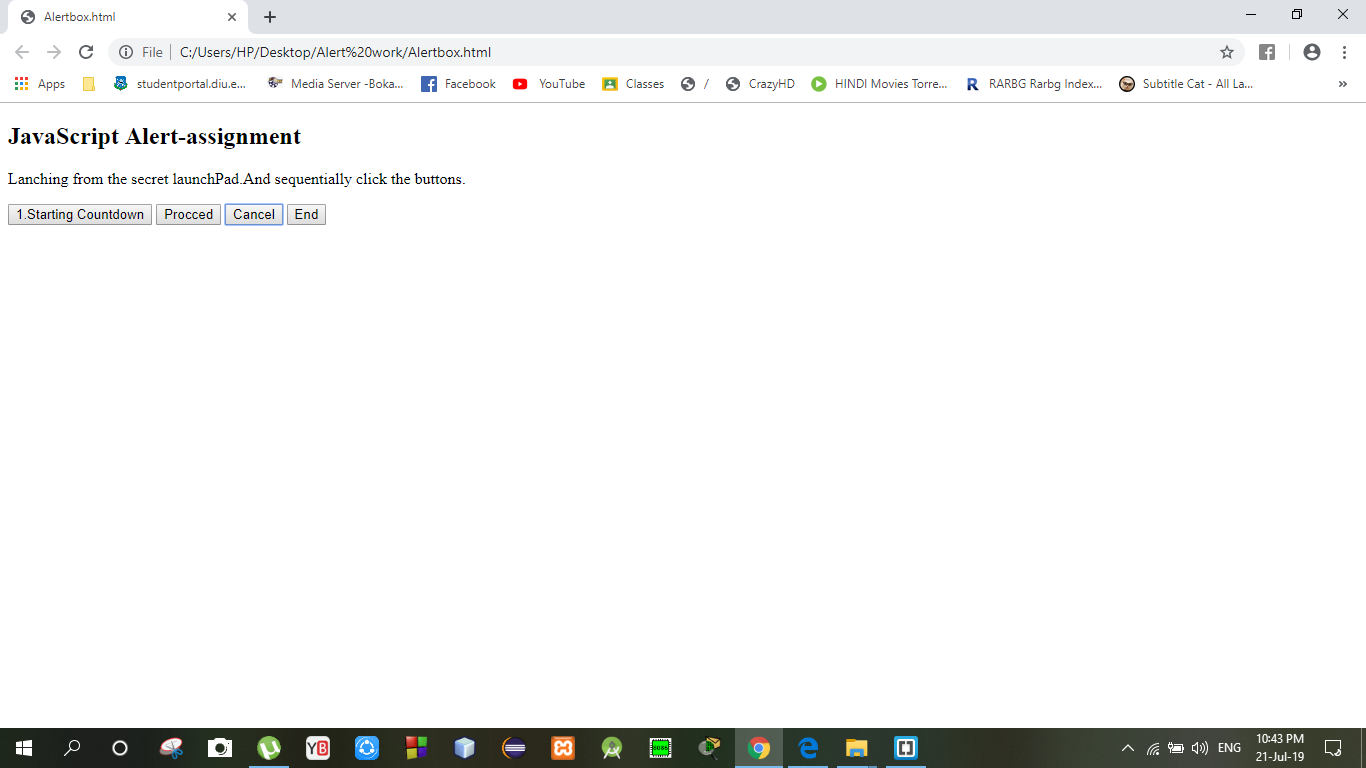 Alertbox.html
File C:/Users/HP/Desktop/Alert%20work/Alertbox.html
Apps studentportal.diu.e... Media Server -Boka... Facebook YouTube Classes / CrazyHD HINDI Movies Torre... RARBG Rarbg Index... Subtitle Cat - All La... »
JavaScript Alert-assignment
Lanching from the secret launchPad.And sequentially click the buttons.
1.Starting Countdown Procced Cancel End
YB 8086 ENG 10:43 PM
21-Jul-19